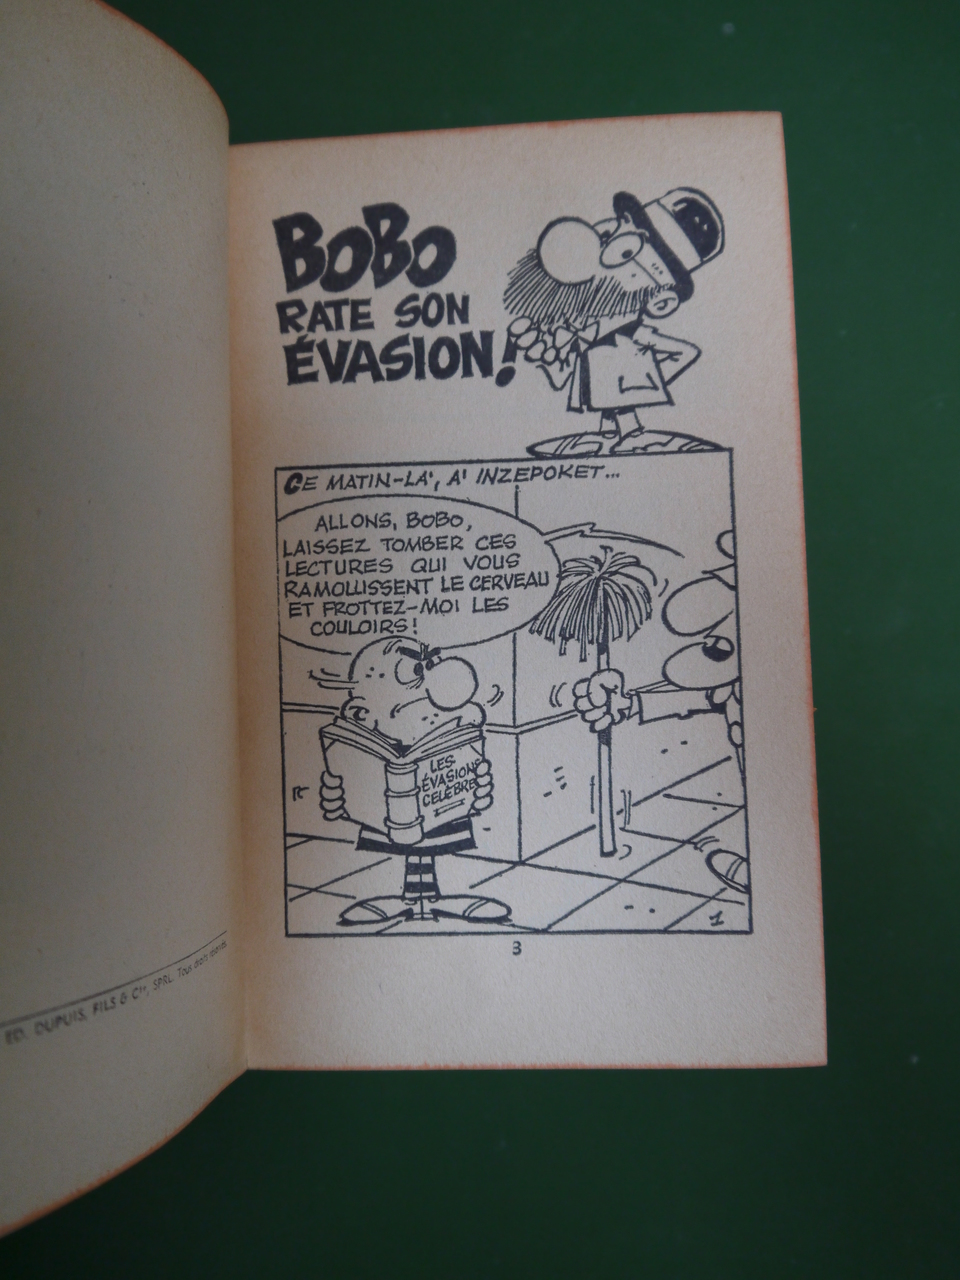 BOBO
RATE SON
ÉVASION!
CE MATIN-LÀ, À INZEPOKET...
ALLONS, BOBO,
LAISSEZ TOMBER CES
LECTURES QUI VOUS
RAMOLLISSENT LE CERVEAU
ET FROTTEZ-MOI LES
COULOIRS!
LES
ÉVASIONS
CÉLÈBRES
1
3
ED. DUPUIS, FILS & Cie, SPRL. Tous droits réservés